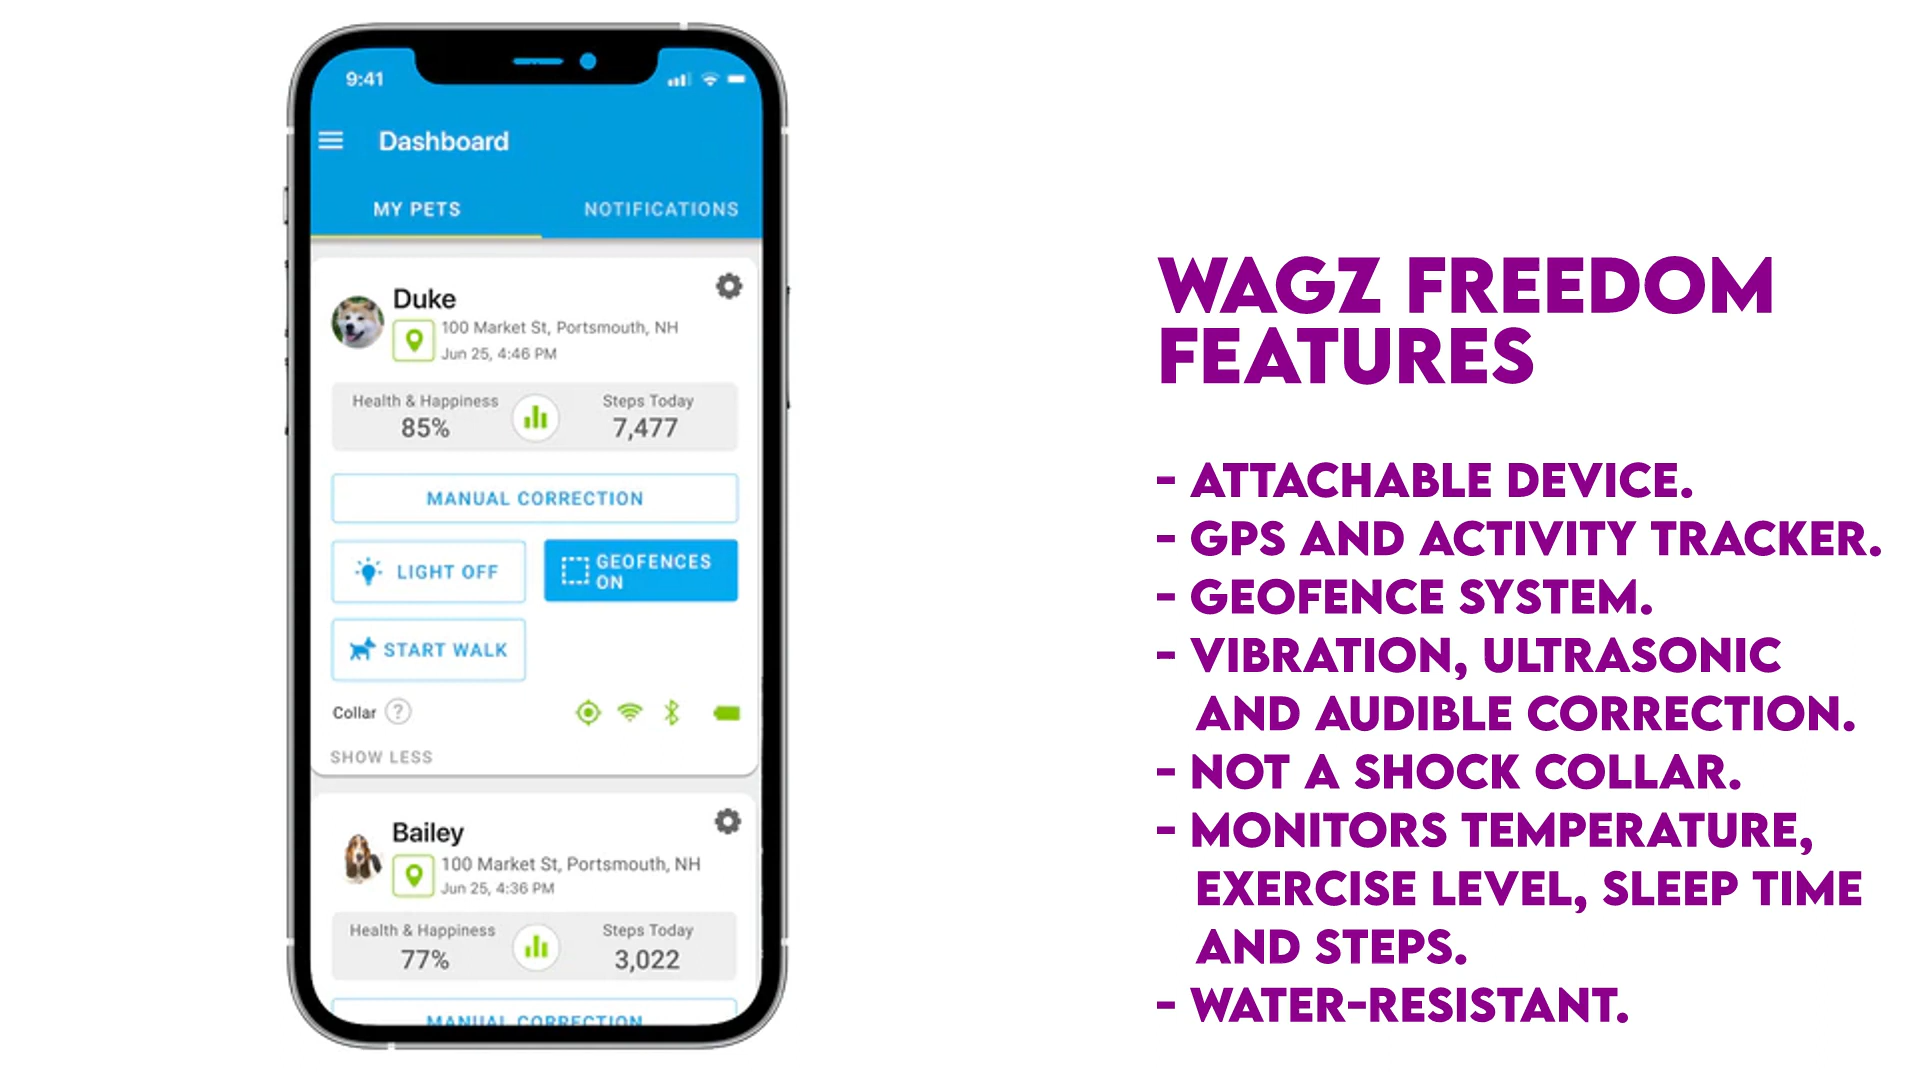 9:41
Dashboard
MY PETS
NOTIFICATIONS
Duke
100 Market St, Portsmouth, NH
Jun 25, 4:46 PM
Health & Happiness
85%
Steps Today
7,477
MANUAL CORRECTION
LIGHT OFF
GEOFENCES
ON
START WALK
Collar ?
SHOW LESS
Bailey
100 Market St, Portsmouth, NH
Jun 25, 4:36 PM
Health & Happiness
77%
Steps Today
3,022
MANUAL CORRECTION
WAGZ FREEDOM
FEATURES
- ATTACHABLE DEVICE.
- GPS AND ACTIVITY TRACKER.
- GEOFENCE SYSTEM.
- VIBRATION, ULTRASONIC
AND AUDIBLE CORRECTION.
- NOT A SHOCK COLLAR.
- MONITORS TEMPERATURE,
EXERCISE LEVEL, SLEEP TIME
AND STEPS.
- WATER-RESISTANT.